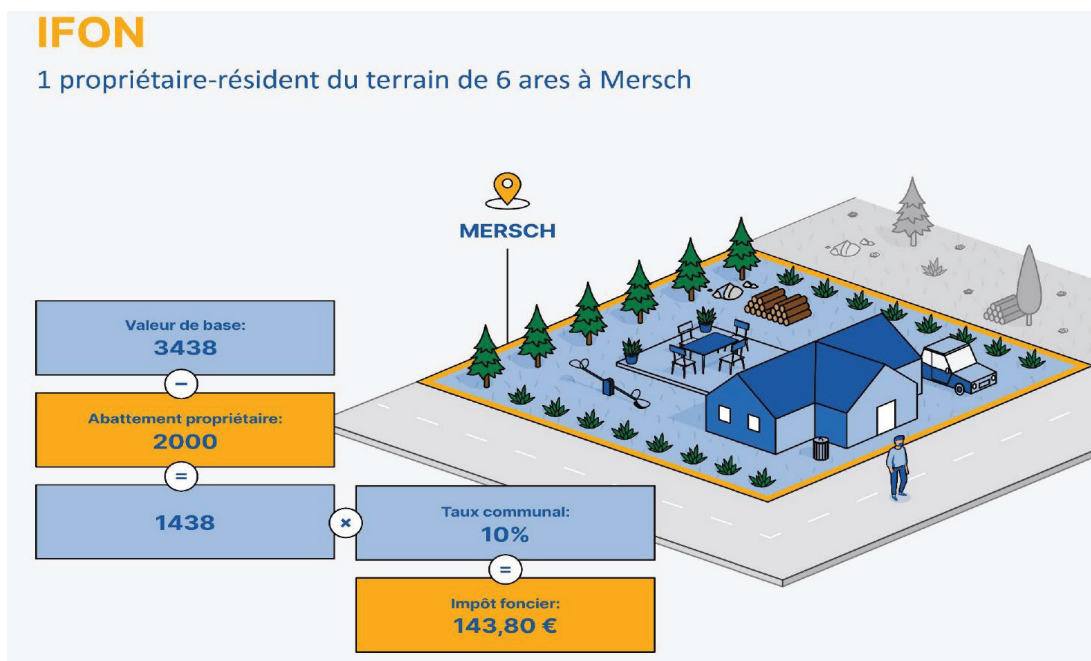 IFON
1 propriétaire-résident du terrain de 6 ares à Mersch
MERSCH
Valeur de base:
3438
−
Abattement propriétaire:
2000
=
1438
×
Taux communal:
10%
=
Impôt foncier:
143,80 €